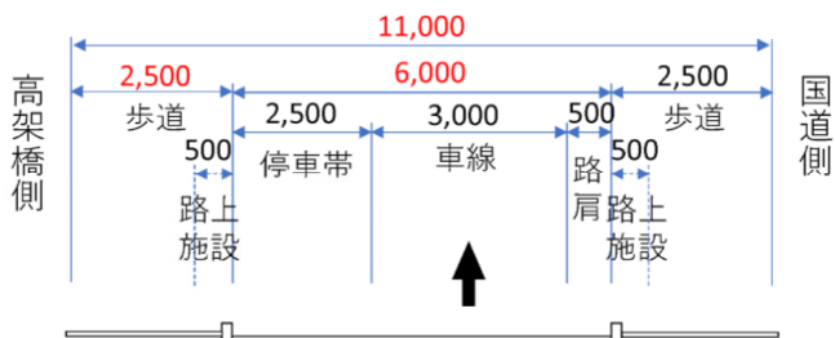 11,000
2,500
6,000
2,500
歩道
2,500
3,000
500
歩道
500
停車帯
車線
路肩
500
路上
施設
路上
施設
高架橋側
国道側